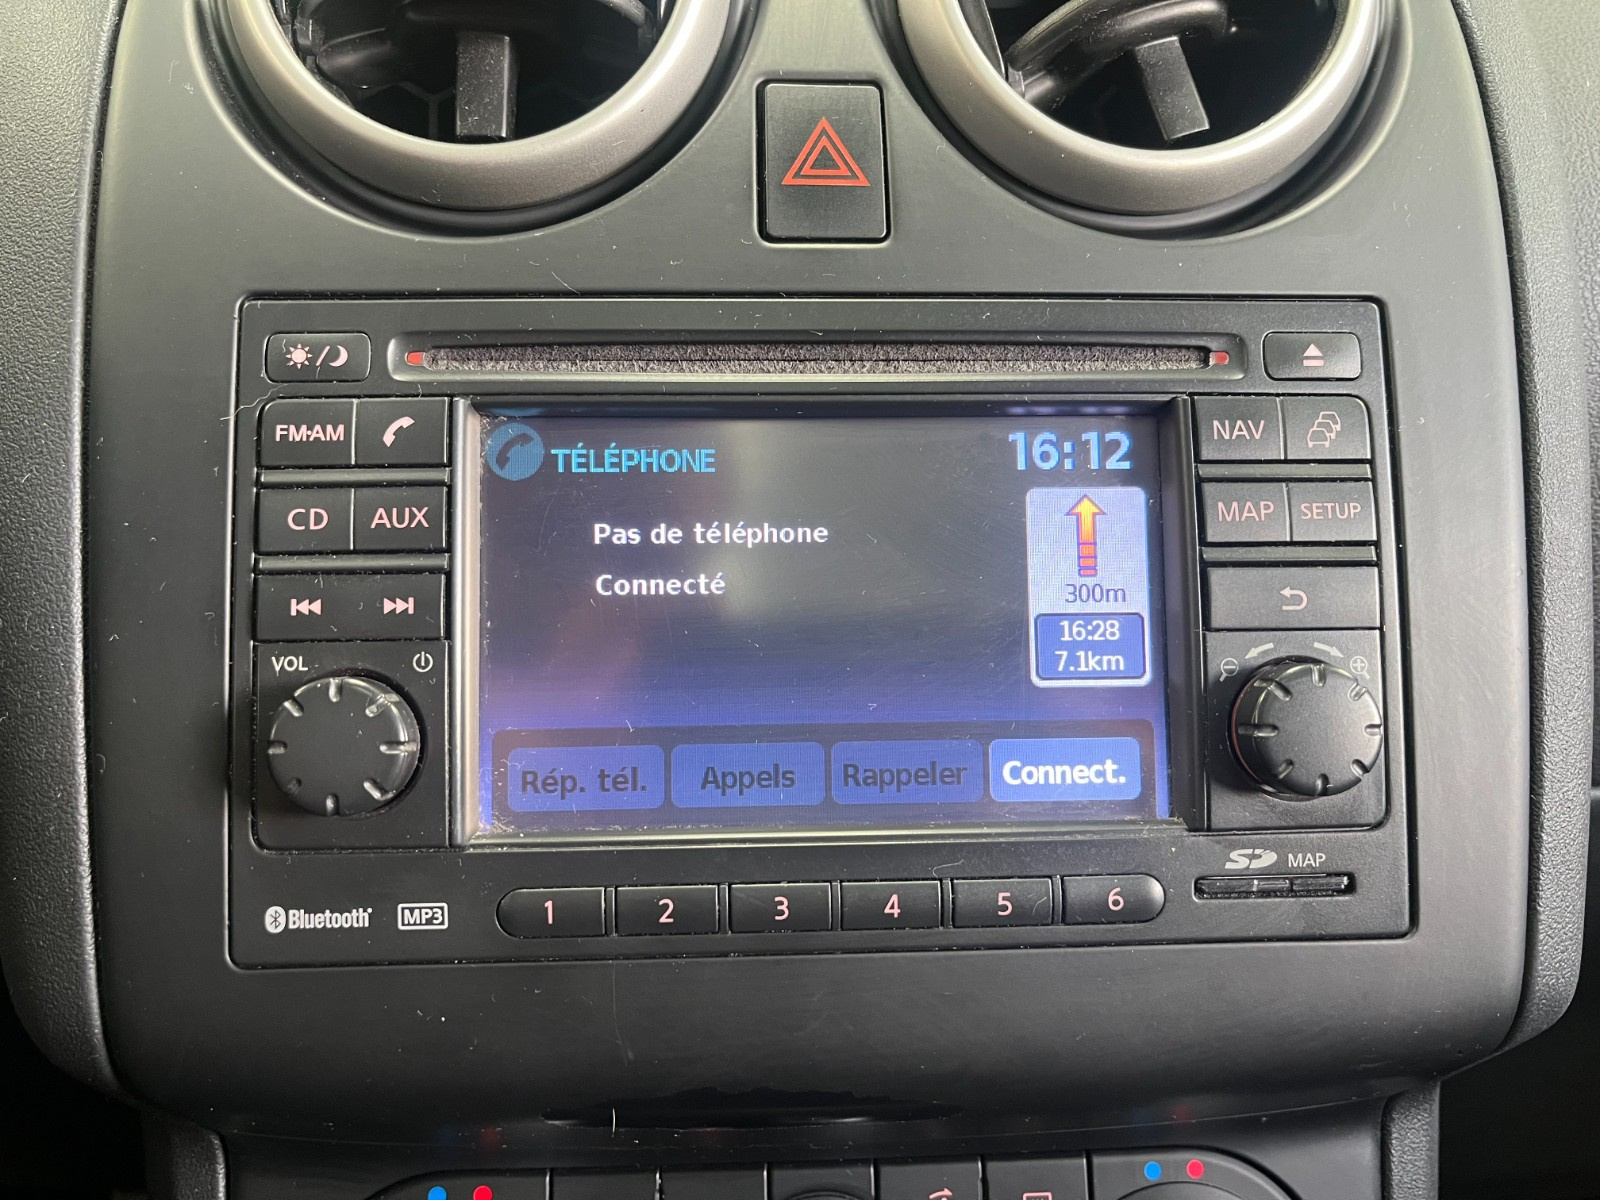 FM·AM
CD
AUX
VOL
TÉLÉPHONE
16:12
Pas de téléphone
Connecté
300m
16:28
7.1km
Rép. tél.
Appels
Rappeler
Connect.
NAV
MAP
SETUP
SD MAP
Bluetooth
MP3
1
2
3
4
5
6